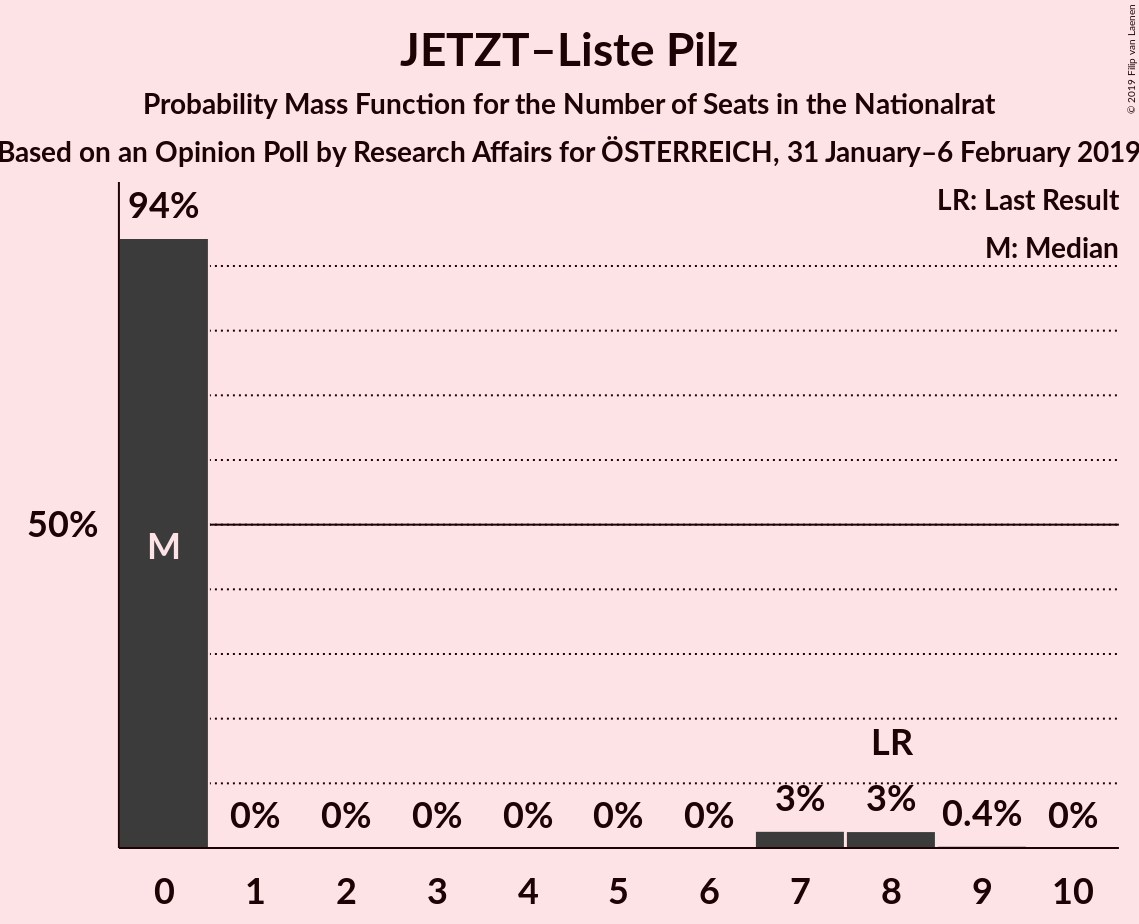 JETZT–Liste Pilz
Probability Mass Function for the Number of Seats in the Nationalrat
Based on an Opinion Poll by Research Affairs for ÖSTERREICH, 31 January–6 February 2019
© 2019 Filip van Laenen
LR: Last Result
M: Median
94%
50%
M
LR
0% 0% 0% 0% 0% 0% 3% 3% 0.4% 0%
0 1 2 3 4 5 6 7 8 9 10